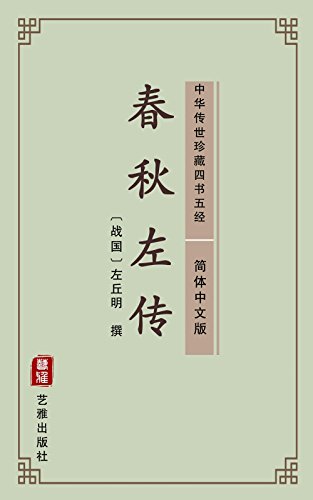 中华传世珍藏四书五经
简体中文版
春秋左传
〔战国〕左丘明 撰
艺雅
艺雅出版社